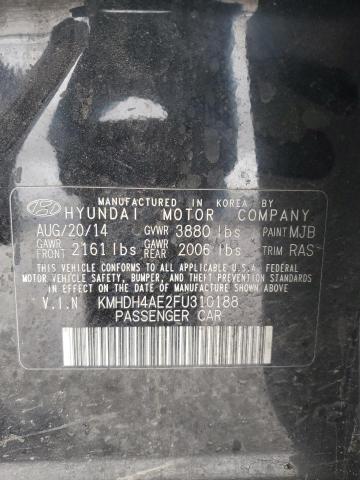 MANUFACTURED IN KOREA BY
HYUNDAI MOTOR COMPANY
AUG/20/14 GVWR 3880 lbs PAINT MJB
GAWR FRONT 2161 lbs GAWR REAR 2006 lbs TRIM RAS
THIS VEHICLE CONFORMS TO ALL APPLICABLE U.S.A. FEDERAL
MOTOR VEHICLE SAFETY, BUMPER, AND THEFT PREVENTION
STANDARDS IN EFFECT ON THE DATE OF MANUFACTURE SHOWN ABOVE.
V.I.N KMHDH4AE2FU310188
PASSENGER CAR